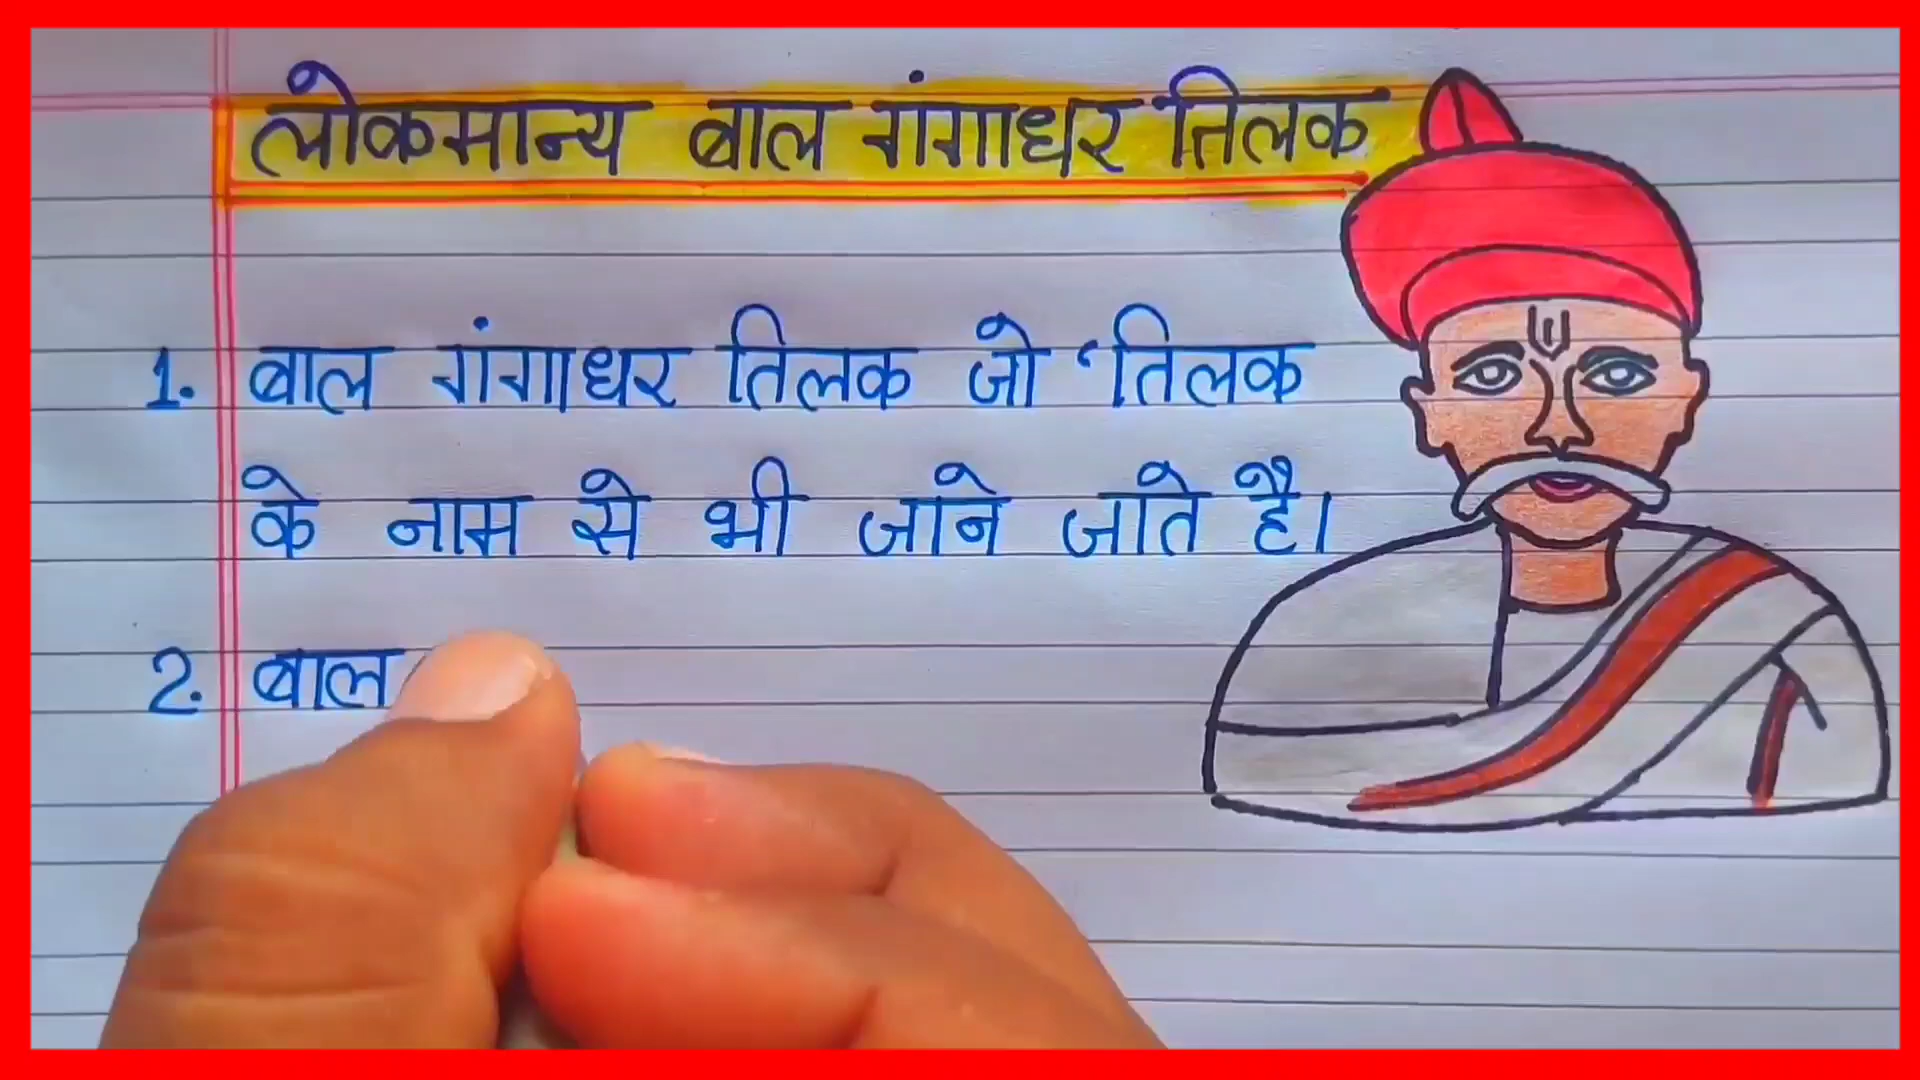 लोकमान्य बाल गंगाधर तिलक
1. बाल गंगाधर तिलक जो ‘तिलक
के नाम से भी जाने जाते है।
2. बाल